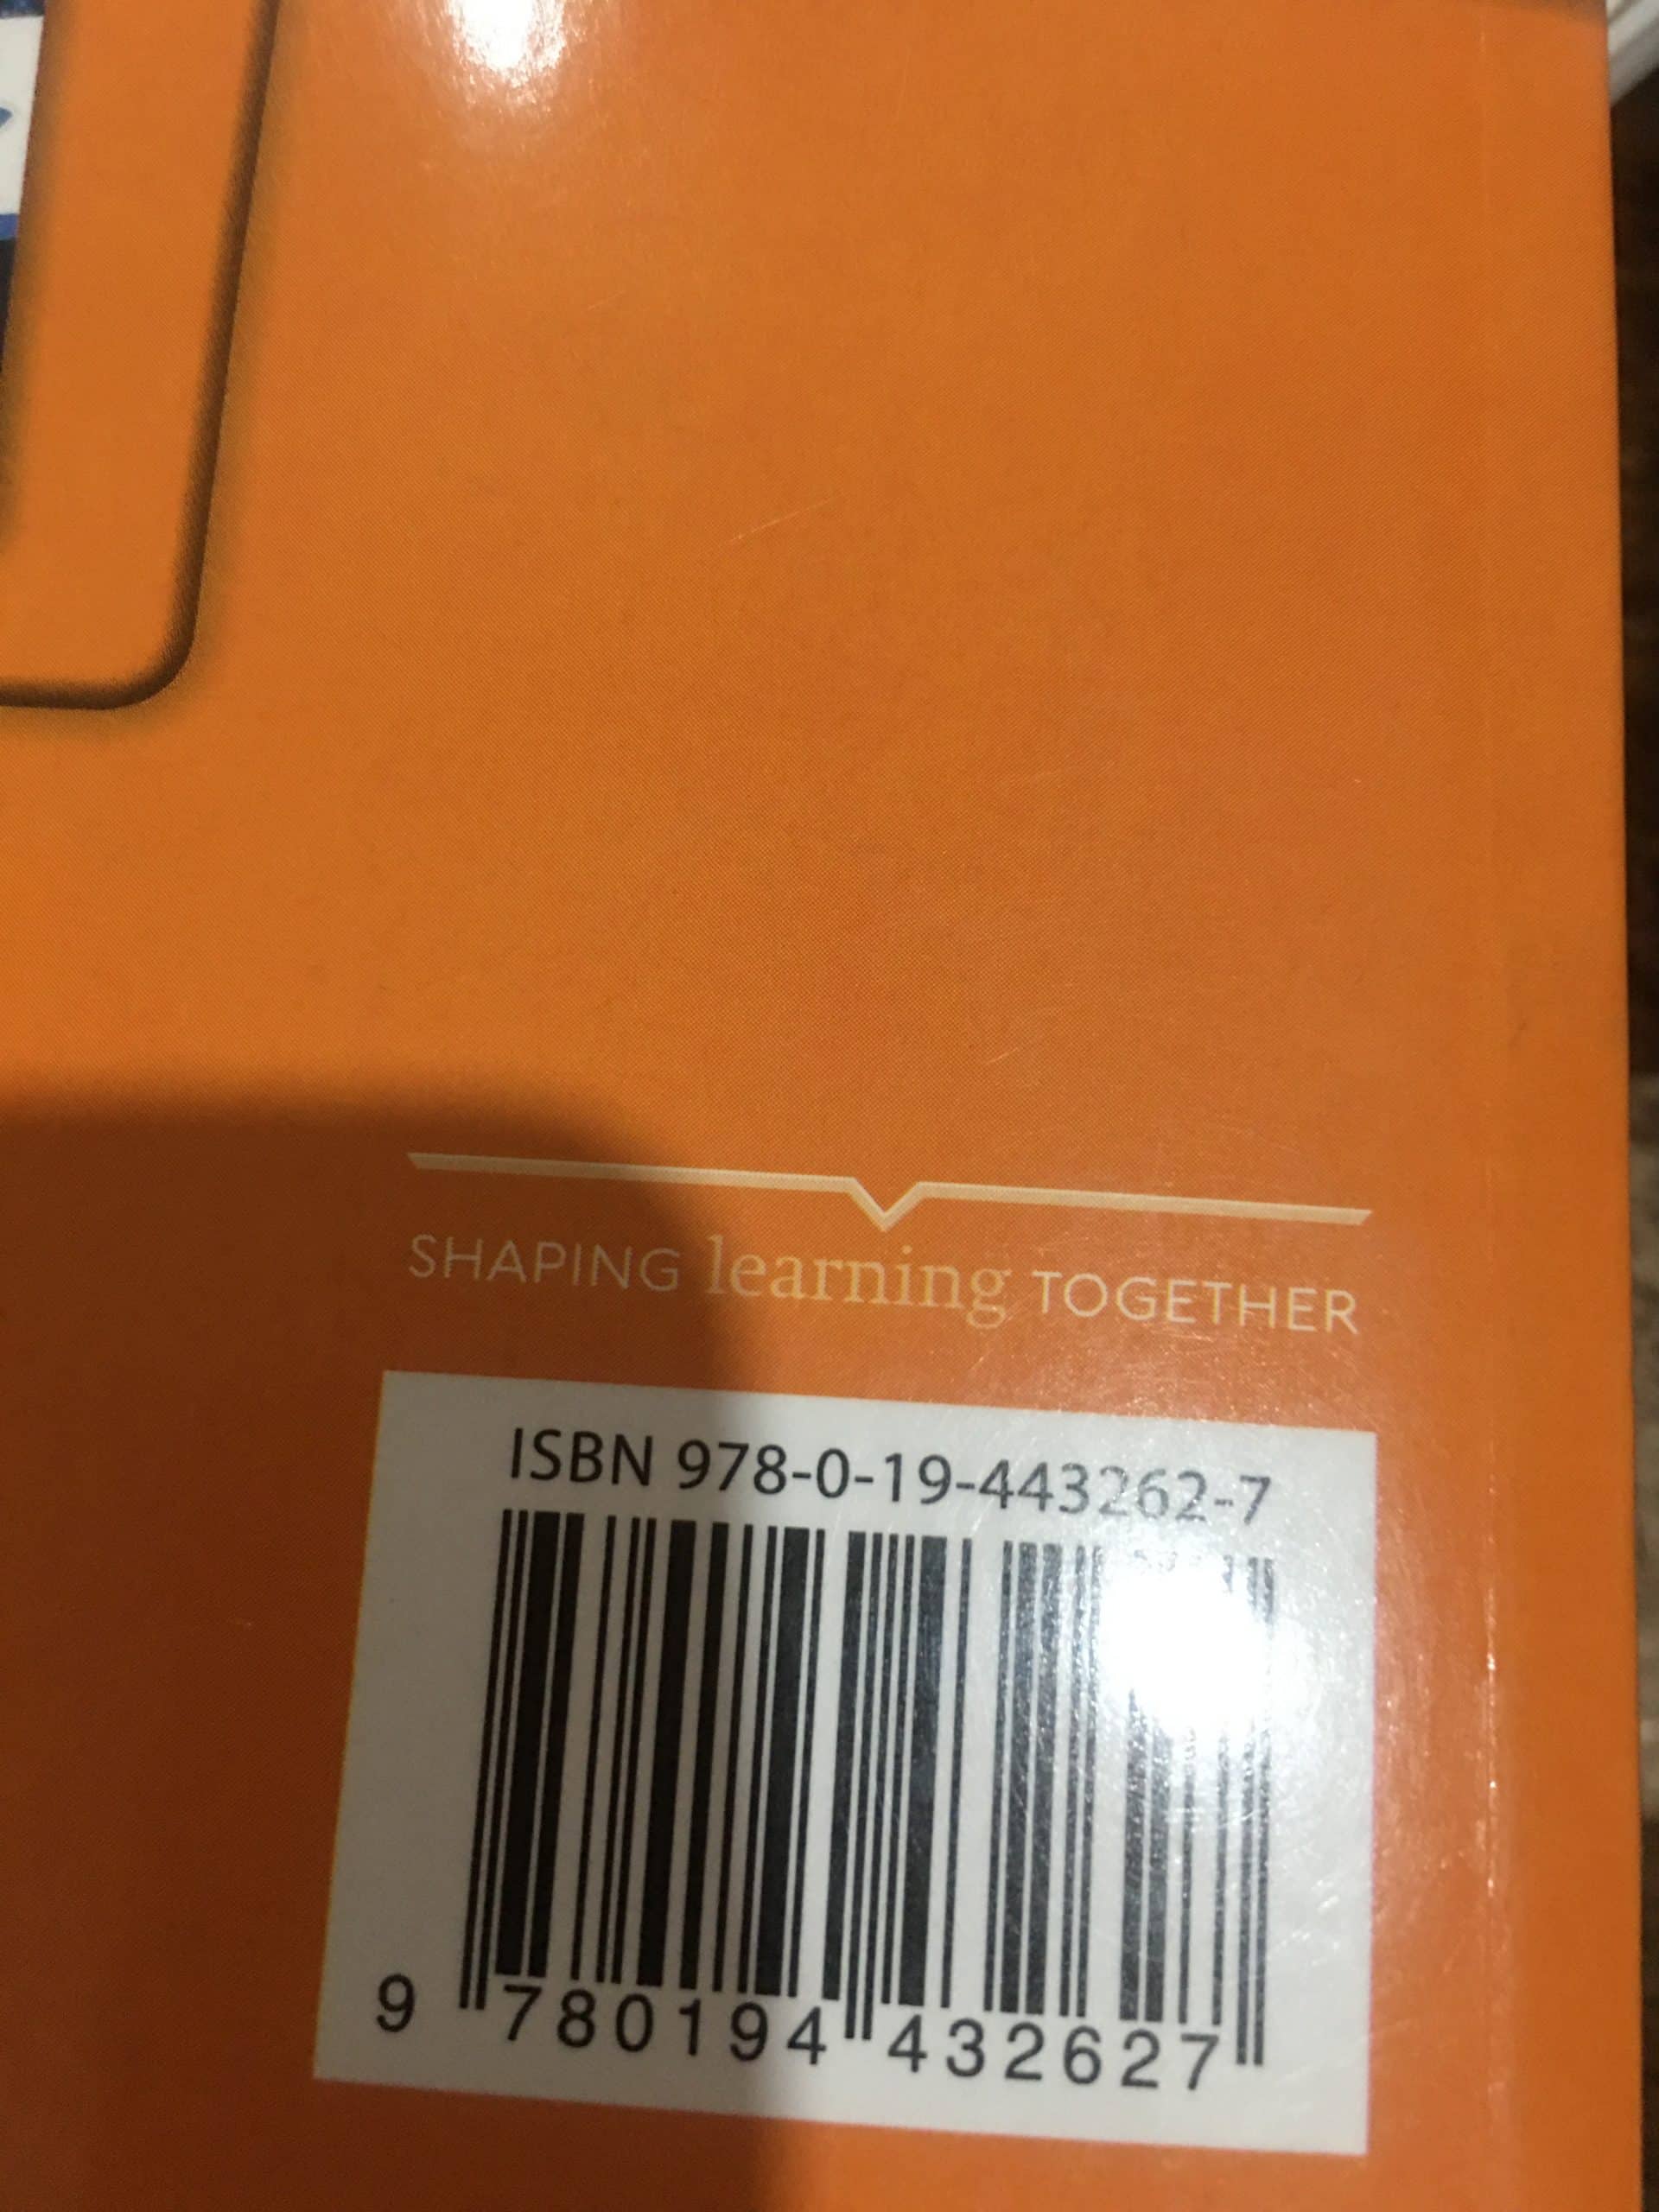 SHAPING learning TOGETHER
ISBN 978-0-19-443262-7
9 780194 432627